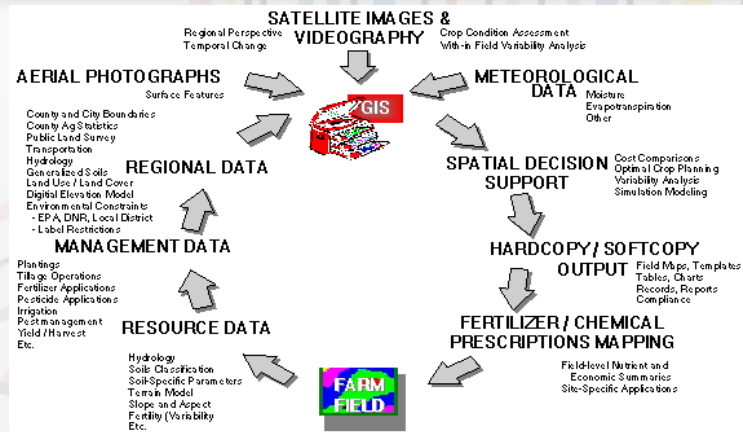 SATELLITE IMAGES &
VIDEOGRAPHY
Regional Perspective
Temporal Change
Crop Condition Assessment
With-in Field Variability Analysis
AERIAL PHOTOGRAPHS
Surface Features
METEOROLOGICAL
DATA
Moisture
Evapotranspiration
Other
GIS
County and City Boundaries
County Ag Statistics
Public Land Survey
Transportation
Hydrology
Generalized Soils
Land Use / Land Cover
Digital Elevation Model
Environmental Constraints
- EPA, DNR, Local District
- Label Restrictions
REGIONAL DATA
SPATIAL DECISION
SUPPORT
Cost Comparisons
Optimal Crop Planning
Variability Analysis
Simulation Modeling
MANAGEMENT DATA
Plantings
Tillage Operations
Fertilizer Applications
Pesticide Applications
Irrigation
Pest management
Yield / Harvest
Etc.
HARDCOPY / SOFTCOPY
OUTPUT
Field Maps, Templates
Tables, Charts
Records, Reports
Compliance
RESOURCE DATA
Hydrology
Soils Classification
Soil-Specific Parameters
Terrain Model
Slope and Aspect
Fertility (Variability
Etc.
FERTILIZER / CHEMICAL
PRESCRIPTIONS MAPPING
Field-level Nutrient and
Economic Summaries
Site-Specific Applications
FARM
FIELD